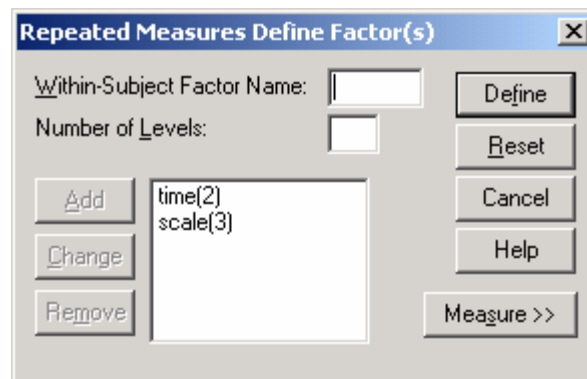 Repeated Measures Define Factor(s)
Within-Subject Factor Name:
Number of Levels:
Define
Reset
Cancel
Help
Measure >>
Add
Change
Remove
time(2)
scale(3)